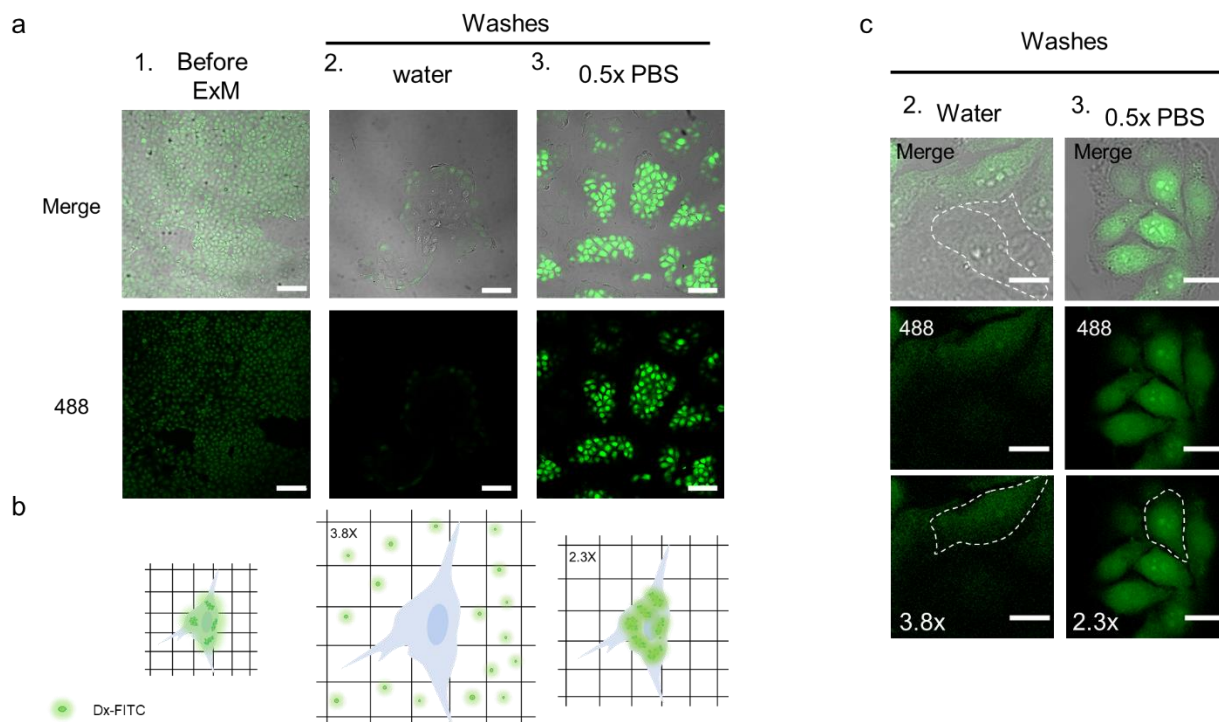 a
Washes
1. Before
ExM
2. water
3. 0.5x PBS
Merge
488
b
3.8X
2.3X
Dx-FITC
c
Washes
2. Water
3. 0.5x PBS
Merge
Merge
488
488
3.8x
2.3x